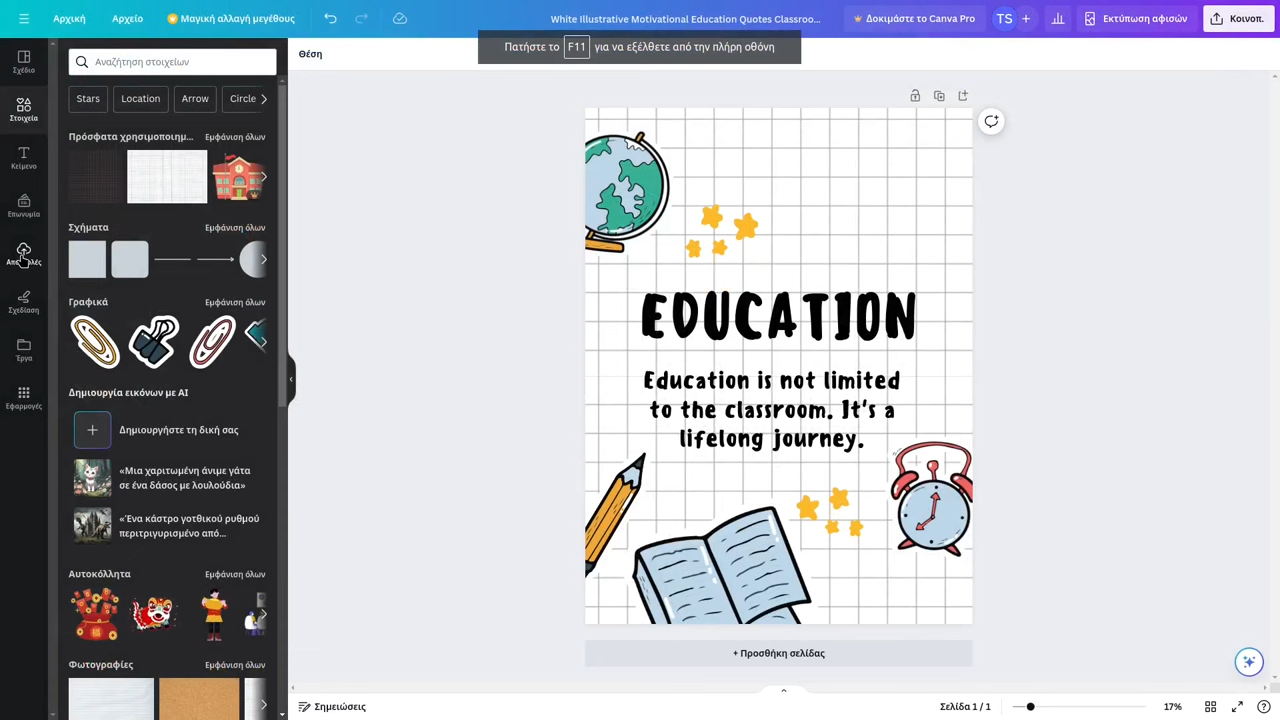 Αρχική
Αρχείο
Μαγική αλλαγή μεγέθους
White Illustrative Motivational Education Quotes Classroo...
Δοκιμάστε το Canva Pro
TS
Εκτύπωση αφισών
Κοινοπ.
Πατήστε το F11 για να εξέλθετε από την πλήρη οθόνη
Θέση
Σχέδιο
Στοιχεία
Κείμενο
Επωνυμία
Σχεδίαση
Έργα
Εφαρμογές
Αναζήτηση στοιχείων
Stars
Location
Arrow
Circle
Πρόσφατα χρησιμοποιημ...
Εμφάνιση όλων
Σχήματα
Εμφάνιση όλων
Γραφικά
Εμφάνιση όλων
Δημιουργία εικόνων με AI
Δημιουργήστε τη δική σας
«Μια χαριτωμένη άνιμε γάτα
σε ένα δάσος με λουλούδια»
«Ένα κάστρο γοτθικού ρυθμού
περιτριγυρισμένο από...
Αυτοκόλλητα
Εμφάνιση όλων
Φωτογραφίες
Εμφάνιση όλων
EDUCATION
Education is not limited
to the classroom. It's a
lifelong journey.
+ Προσθήκη σελίδας
Σημειώσεις
Σελίδα 1 / 1
17%